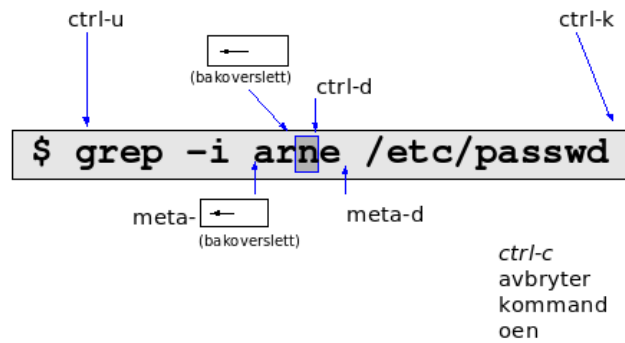 ctrl-u
ctrl-k
(bakoverslett)
ctrl-d
$ grep -i arne /etc/passwd
meta-
(bakoverslett)
meta-d
ctrl-c
avbryter
kommand
oen